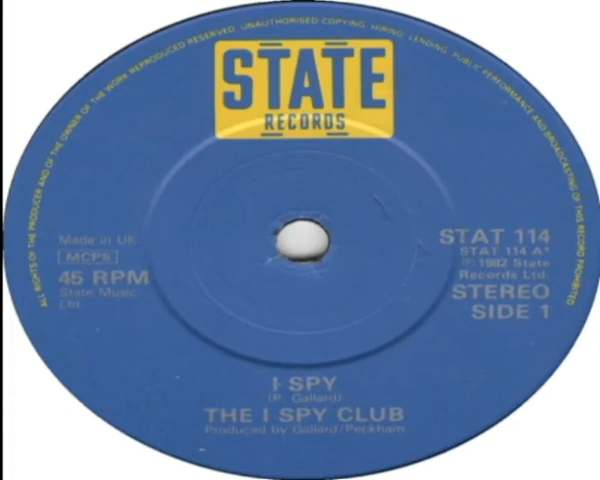 ALL RIGHTS OF THE PRODUCER AND OF THE OWNER OF THE WORK REPRODUCED RESERVED. UNAUTHORISED COPYING, HIRING, LENDING, PUBLIC PERFORMANCE AND BROADCASTING OF THIS RECORD PROHIBITED
STATE
RECORDS
Made in UK
MCPS
45 RPM
State Music
Ltd.
STAT 114
STAT 114 A*
℗ 1982 State
Records Ltd.
STEREO
SIDE 1
I SPY
(P. Gallard)
THE I SPY CLUB
Produced by Gallard/Peckham